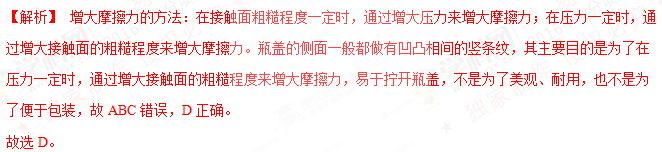 【解析】 增大摩擦力的方法：在接触面粗糙程度一定时，通过增大压力来增大摩擦力；在压力一定时，通
过增大接触面的粗糙程度来增大摩擦力。瓶盖的侧面一般都做有凹凸相间的竖条纹，其主要目的是为了在
压力一定时，通过增大接触面的粗糙程度来增大摩擦力，易于拧开瓶盖，不是为了美观、耐用，也不是为
了便于包装，故 ABC 错误，D 正确。
故选 D。